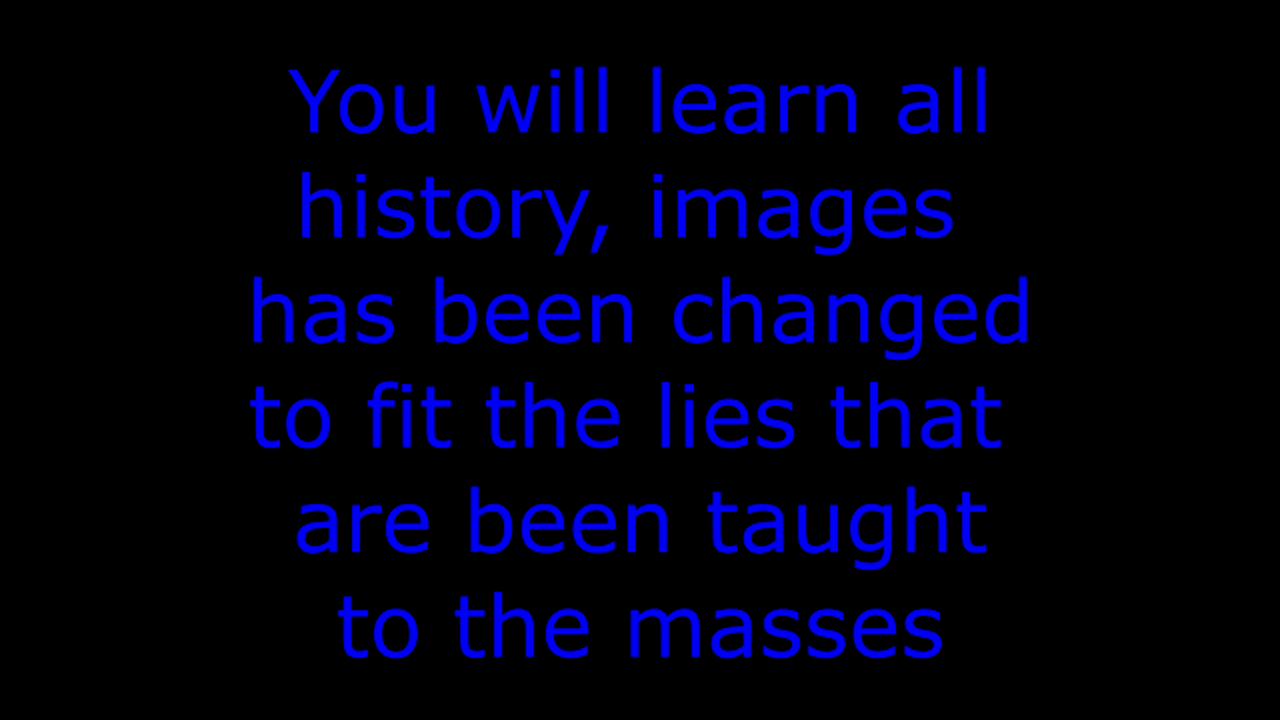 You will learn all
history, images
has been changed
to fit the lies that
are been taught
to the masses